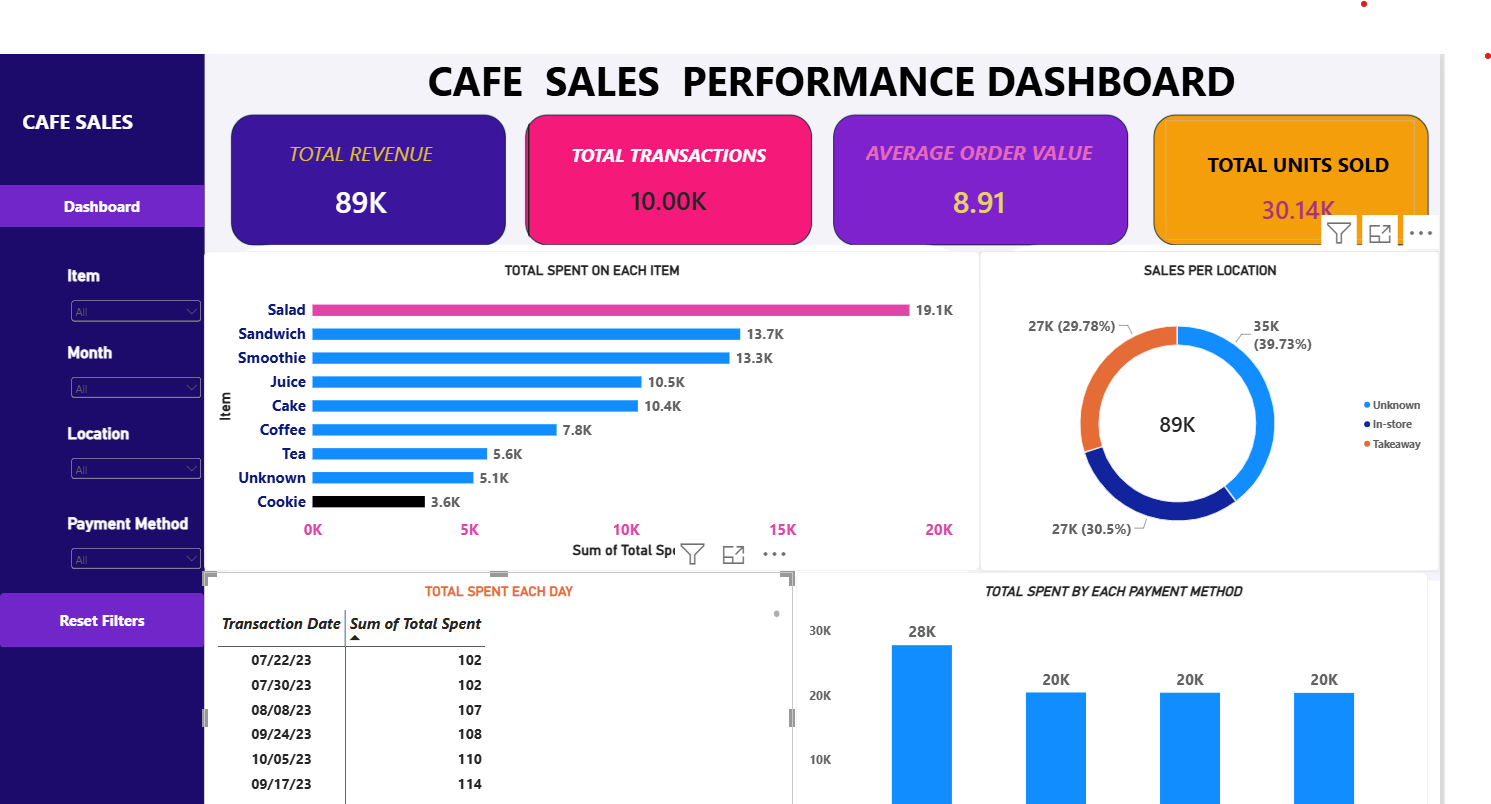 CAFE SALES PERFORMANCE DASHBOARD
CAFE SALES
Dashboard
Item
All
Month
All
Location
All
Payment Method
All
Reset Filters
TOTAL REVENUE
89K
TOTAL TRANSACTIONS
10.00K
AVERAGE ORDER VALUE
8.91
TOTAL UNITS SOLD
30.14K
TOTAL SPENT ON EACH ITEM
Item
Salad 19.1K
Sandwich 13.7K
Smoothie 13.3K
Juice 10.5K
Cake 10.4K
Coffee 7.8K
Tea 5.6K
Unknown 5.1K
Cookie 3.6K
0K 5K 10K 15K 20K
Sum of Total Spe
SALES PER LOCATION
27K (29.78%)
35K
(39.73%)
89K
27K (30.5%)
Unknown
In-store
Takeaway
TOTAL SPENT EACH DAY
Transaction Date Sum of Total Spent
07/22/23 102
07/30/23 102
08/08/23 107
09/24/23 108
10/05/23 110
09/17/23 114
TOTAL SPENT BY EACH PAYMENT METHOD
30K
20K
10K
28K
20K
20K
20K